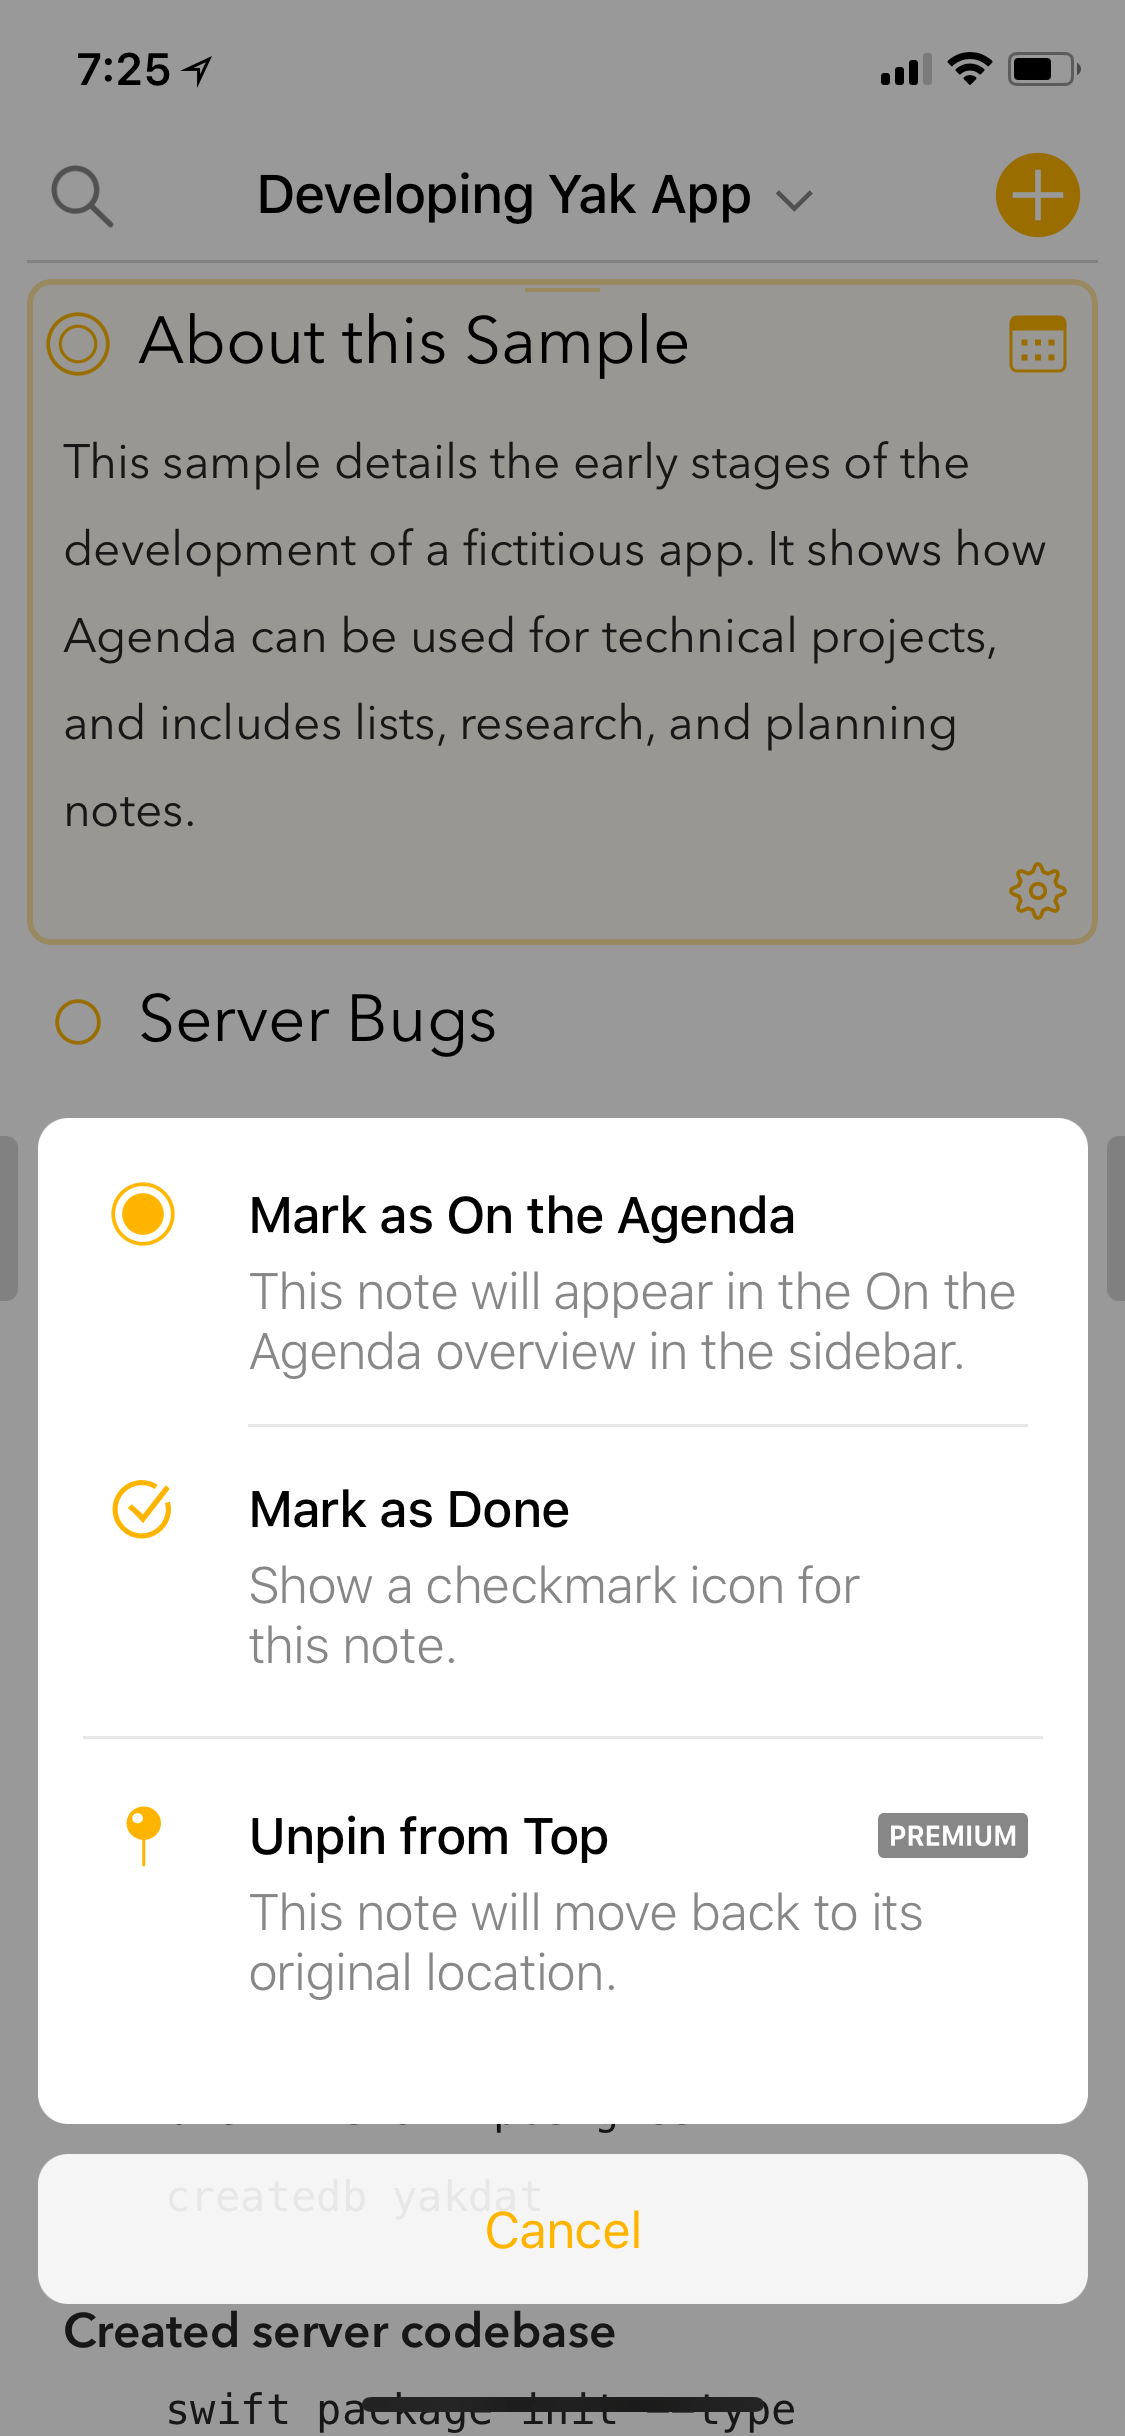 7:25
Developing Yak App
About this Sample
This sample details the early stages of the
development of a fictitious app. It shows how
Agenda can be used for technical projects,
and includes lists, research, and planning
notes.
Server Bugs
Mark as On the Agenda
This note will appear in the On the
Agenda overview in the sidebar.
Mark as Done
Show a checkmark icon for
this note.
Unpin from Top
PREMIUM
This note will move back to its
original location.
createdb yakdat
Cancel
Created server codebase
swift package init --type